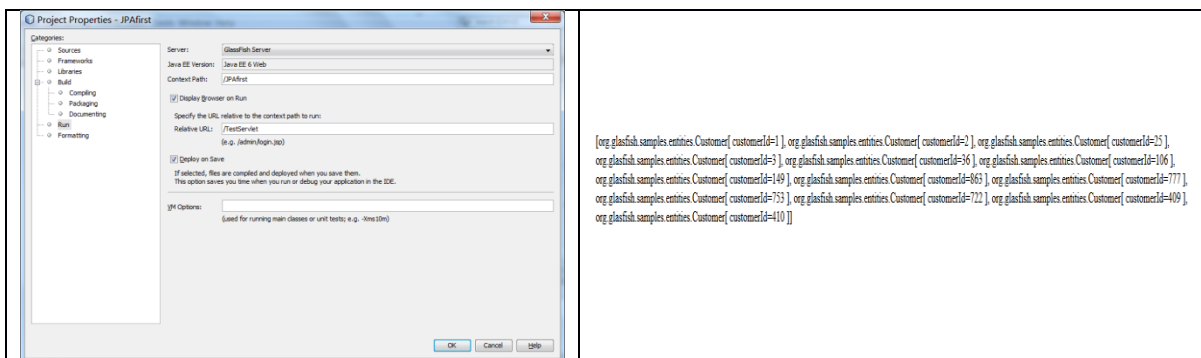 Project Properties - JPAfirst
Categories:
Sources
Frameworks
Libraries
Build
Compiling
Packaging
Documenting
Run
Formatting
Server: GlassFish Server
Java EE Version: Java EE 6 Web
Context Path: /JPAfirst
Display Browser on Run
Specify the URL relative to the context path to run:
Relative URL: /TestServlet
(e.g. /admin/login.jsp)
Deploy on Save
If selected, files are compiled and deployed when you save them.
This option saves you time when you run or debug your application in the IDE.
VM Options:
(used for running main classes or unit tests; e.g. -Xms10m)
OK Cancel Help
[org.glasfish.samples.entities.Customer[ customerId=1 ], org.glasfish.samples.entities.Customer[ customerId=2 ], org.glasfish.samples.entities.Customer[ customerId=25 ],
org.glasfish.samples.entities.Customer[ customerId=3 ], org.glasfish.samples.entities.Customer[ customerId=36 ], org.glasfish.samples.entities.Customer[ customerId=106 ],
org.glasfish.samples.entities.Customer[ customerId=149 ], org.glasfish.samples.entities.Customer[ customerId=863 ], org.glasfish.samples.entities.Customer[ customerId=777 ],
org.glasfish.samples.entities.Customer[ customerId=753 ], org.glasfish.samples.entities.Customer[ customerId=722 ], org.glasfish.samples.entities.Customer[ customerId=409 ],
org.glasfish.samples.entities.Customer[ customerId=410 ]]